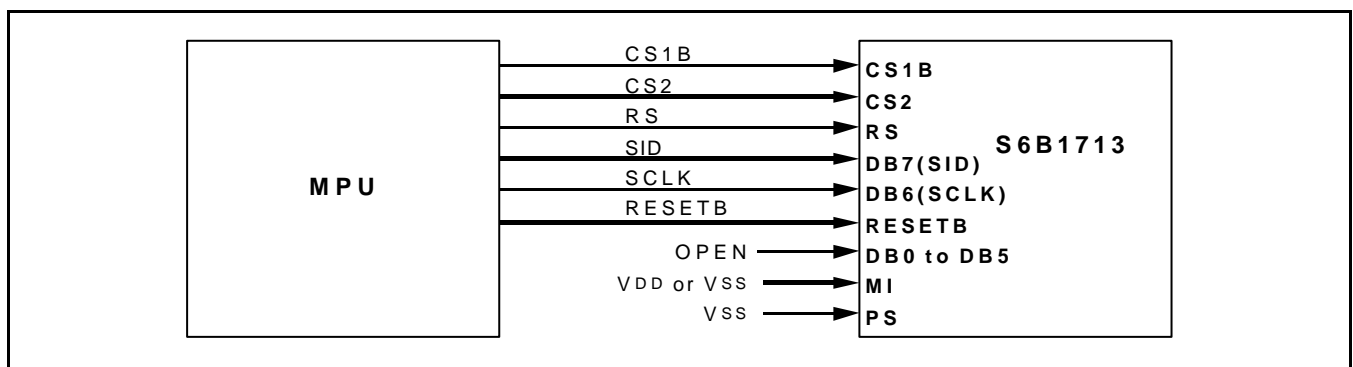 MPU
CS1B
CS2
RS
SID
SCLK
RESETB
OPEN
VDD or VSS
VSS
CS1B
CS2
RS
DB7(SID)
DB6(SCLK)
RESETB
DB0 to DB5
MI
PS
S6B1713